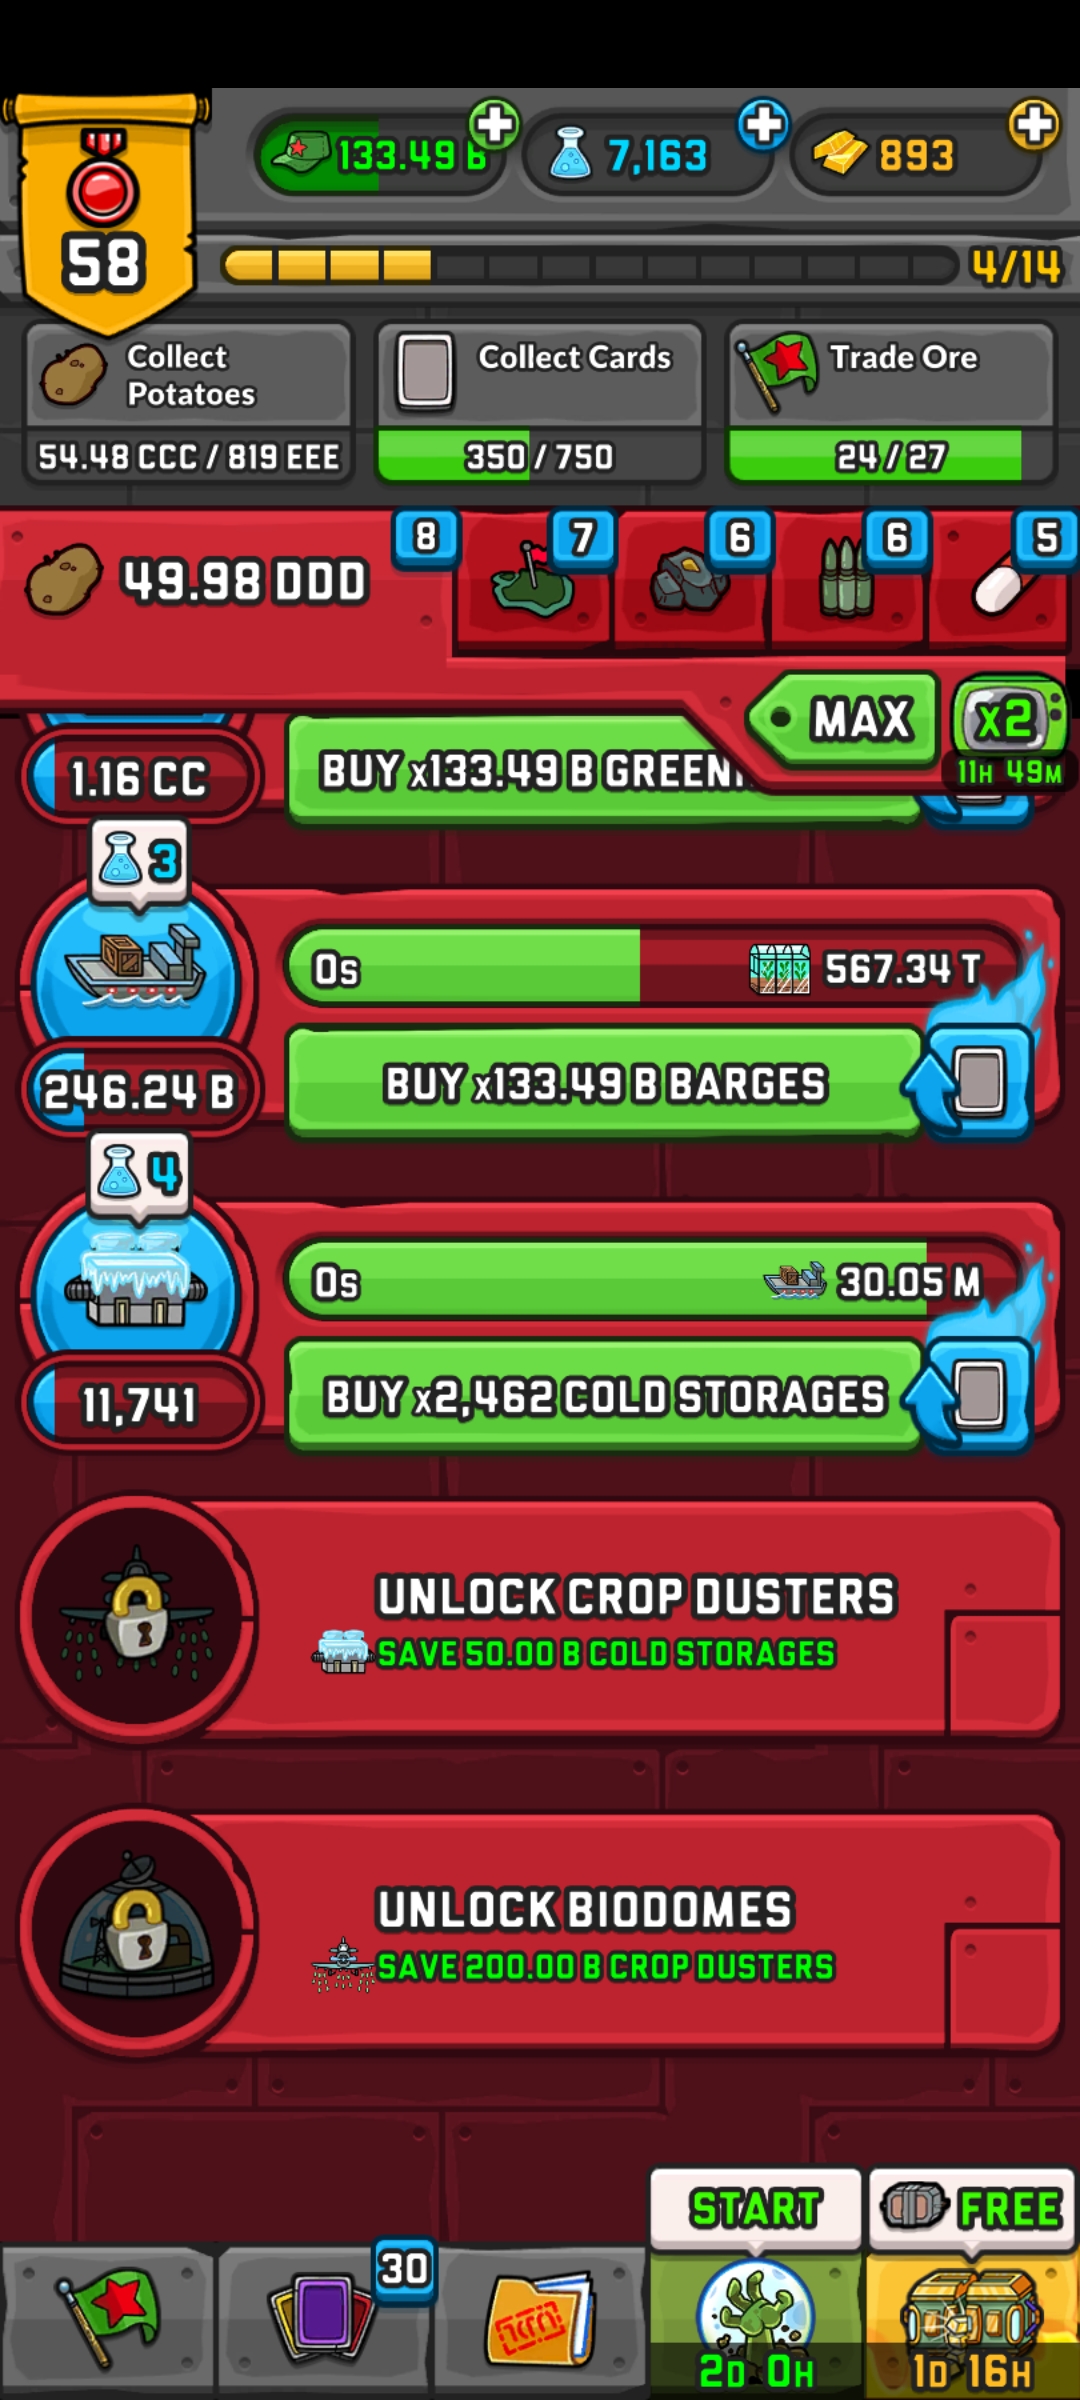 133.49 B
7,163
893
58
4/14
Collect Potatoes
54.48 CCC / 819 EEE
Collect Cards
350 / 750
Trade Ore
24 / 27
49.98 DDD
8
7
6
6
5
MAX
x2
11H 49M
1.16 CC
BUY x133.49 B GREEN
3
0s
567.34 T
246.24 B
BUY x133.49 B BARGES
4
0s
30.05 M
11,741
BUY x2,462 COLD STORAGES
UNLOCK CROP DUSTERS
SAVE 50.00 B COLD STORAGES
UNLOCK BIODOMES
SAVE 200.00 B CROP DUSTERS
START
FREE
30
2D 0H
1D 16H